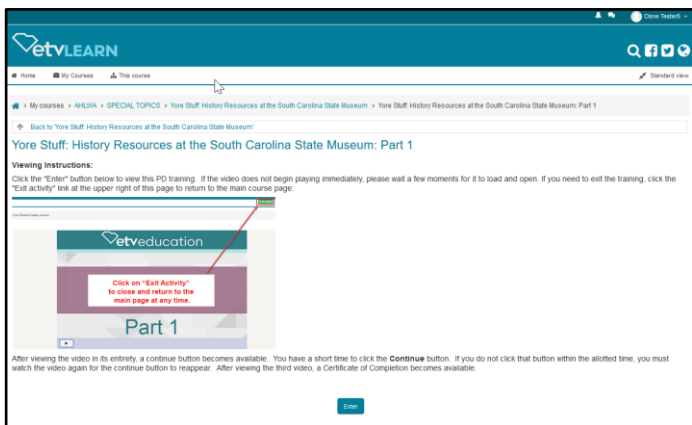 Clone Tester6
etvLEARN
Home My Courses This course Standard view
My courses AHLWA SPECIAL TOPICS Yore Stuff: History Resources at the South Carolina State Museum Yore Stuff: History Resources at the South Carolina State Museum: Part 1
Back to 'Yore Stuff: History Resources at the South Carolina State Museum'
Yore Stuff: History Resources at the South Carolina State Museum: Part 1
Viewing Instructions:
Click the "Enter" button below to view this PD training. If the video does not begin playing immediately, please wait a few moments for it to load and open. If you need to exit the training, click the
"Exit activity" link at the upper right of this page to return to the main course page:
etveducation
Click on "Exit Activity"
to close and return to the
main page at any time.
Part 1
After viewing the video in its entirety, a continue button becomes available. You have a short time to click the Continue button. If you do not click that button within the allotted time, you must
watch the video again for the continue button to reappear. After viewing the third video, a Certificate of Completion becomes available.
Enter